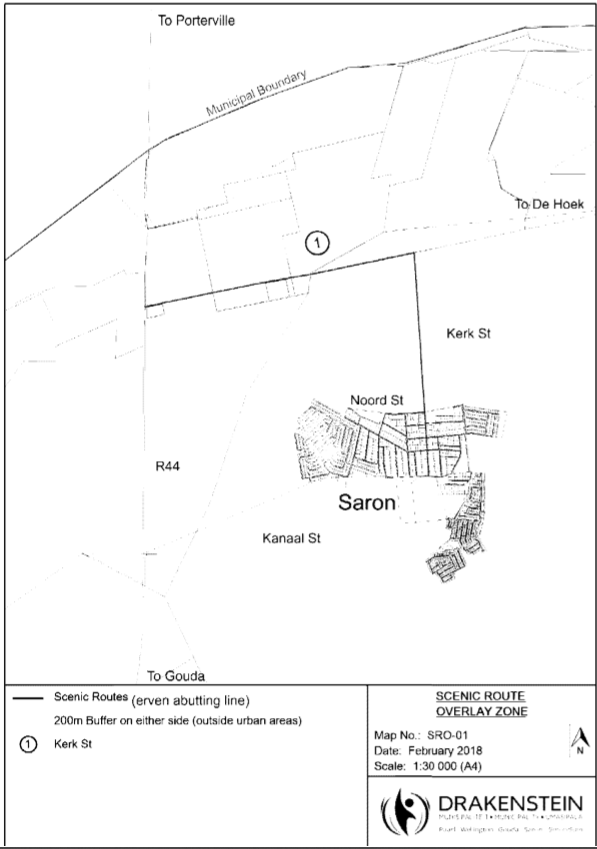 To Porterville
Municipal Boundary
To De Hoek
1
Kerk St
Noord St
R44
Saron
Kanaal St
To Gouda
Scenic Routes (erven abutting line)
200m Buffer on either side (outside urban areas)
1 Kerk St
SCENIC ROUTE
OVERLAY ZONE
Map No.: SRO-01
Date: February 2018
Scale: 1:30 000 (A4)
N
DRAKENSTEIN